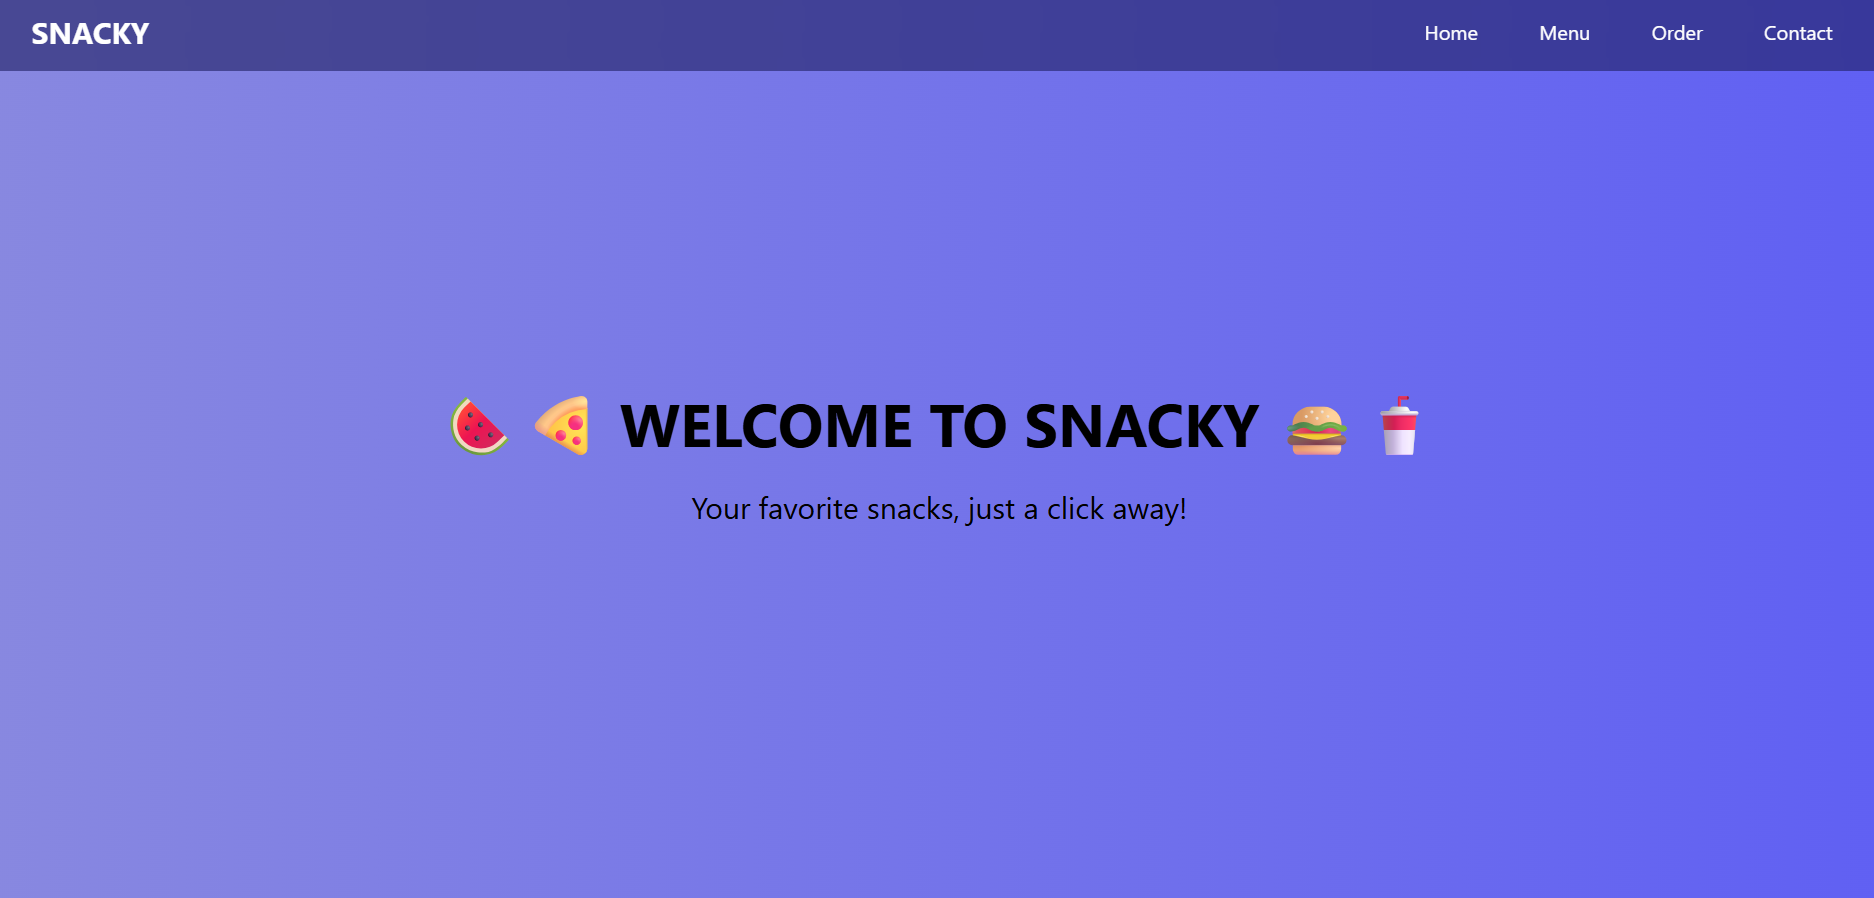 SNACKY
Home Menu Order Contact
🍉 🍕 WELCOME TO SNACKY 🍔 🥤
Your favorite snacks, just a click away!